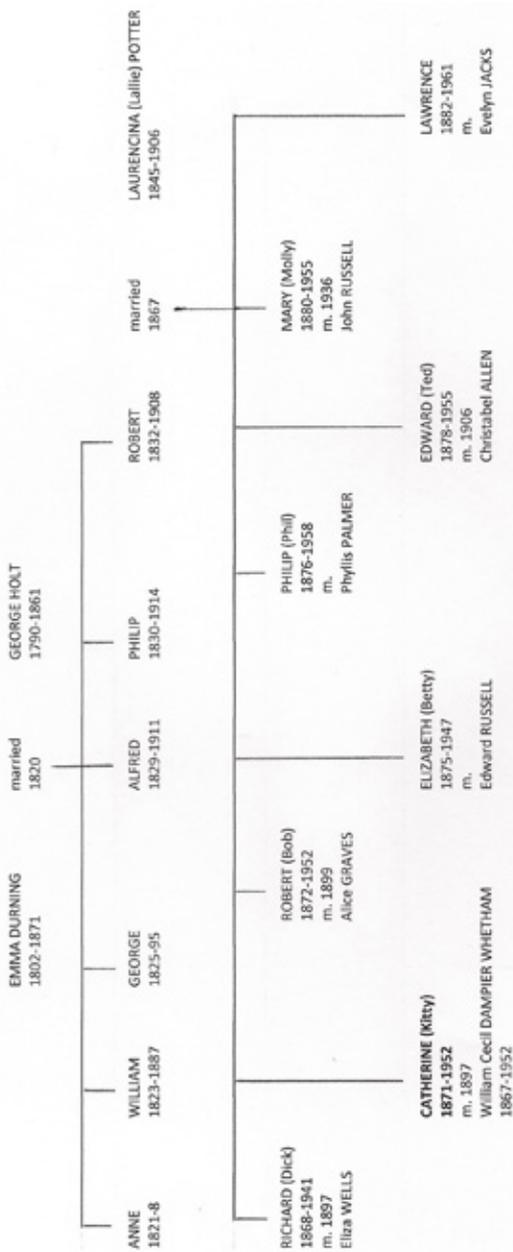 EMMA DURNING
1802-1871
married
1820
GEORGE HOLT
1790-1861
ANNE
1821-8
WILLIAM
1823-1887
GEORGE
1825-95
ALFRED
1829-1911
PHILIP
1830-1914
ROBERT
1832-1908
married
1867
LAURENCINA (Lallie) POTTER
1845-1906
RICHARD (Dick)
1868-1941
m. 1897
Eliza WELLS
CATHERINE (Kitty)
1871-1952
m. 1897
William Cecil DAMPIER WHETHAM
1867-1952
ROBERT (Bob)
1872-1952
m. 1899
Alice GRAVES
ELIZABETH (Betty)
1875-1947
m.
Edward RUSSELL
PHILIP (Phil)
1876-1958
m.
Phyllis PALMER
EDWARD (Ted)
1878-1955
m. 1906
Christabel ALLEN
MARY (Molly)
1880-1955
m. 1936
John RUSSELL
LAWRENCE
1882-1961
m.
Evelyn JACKS